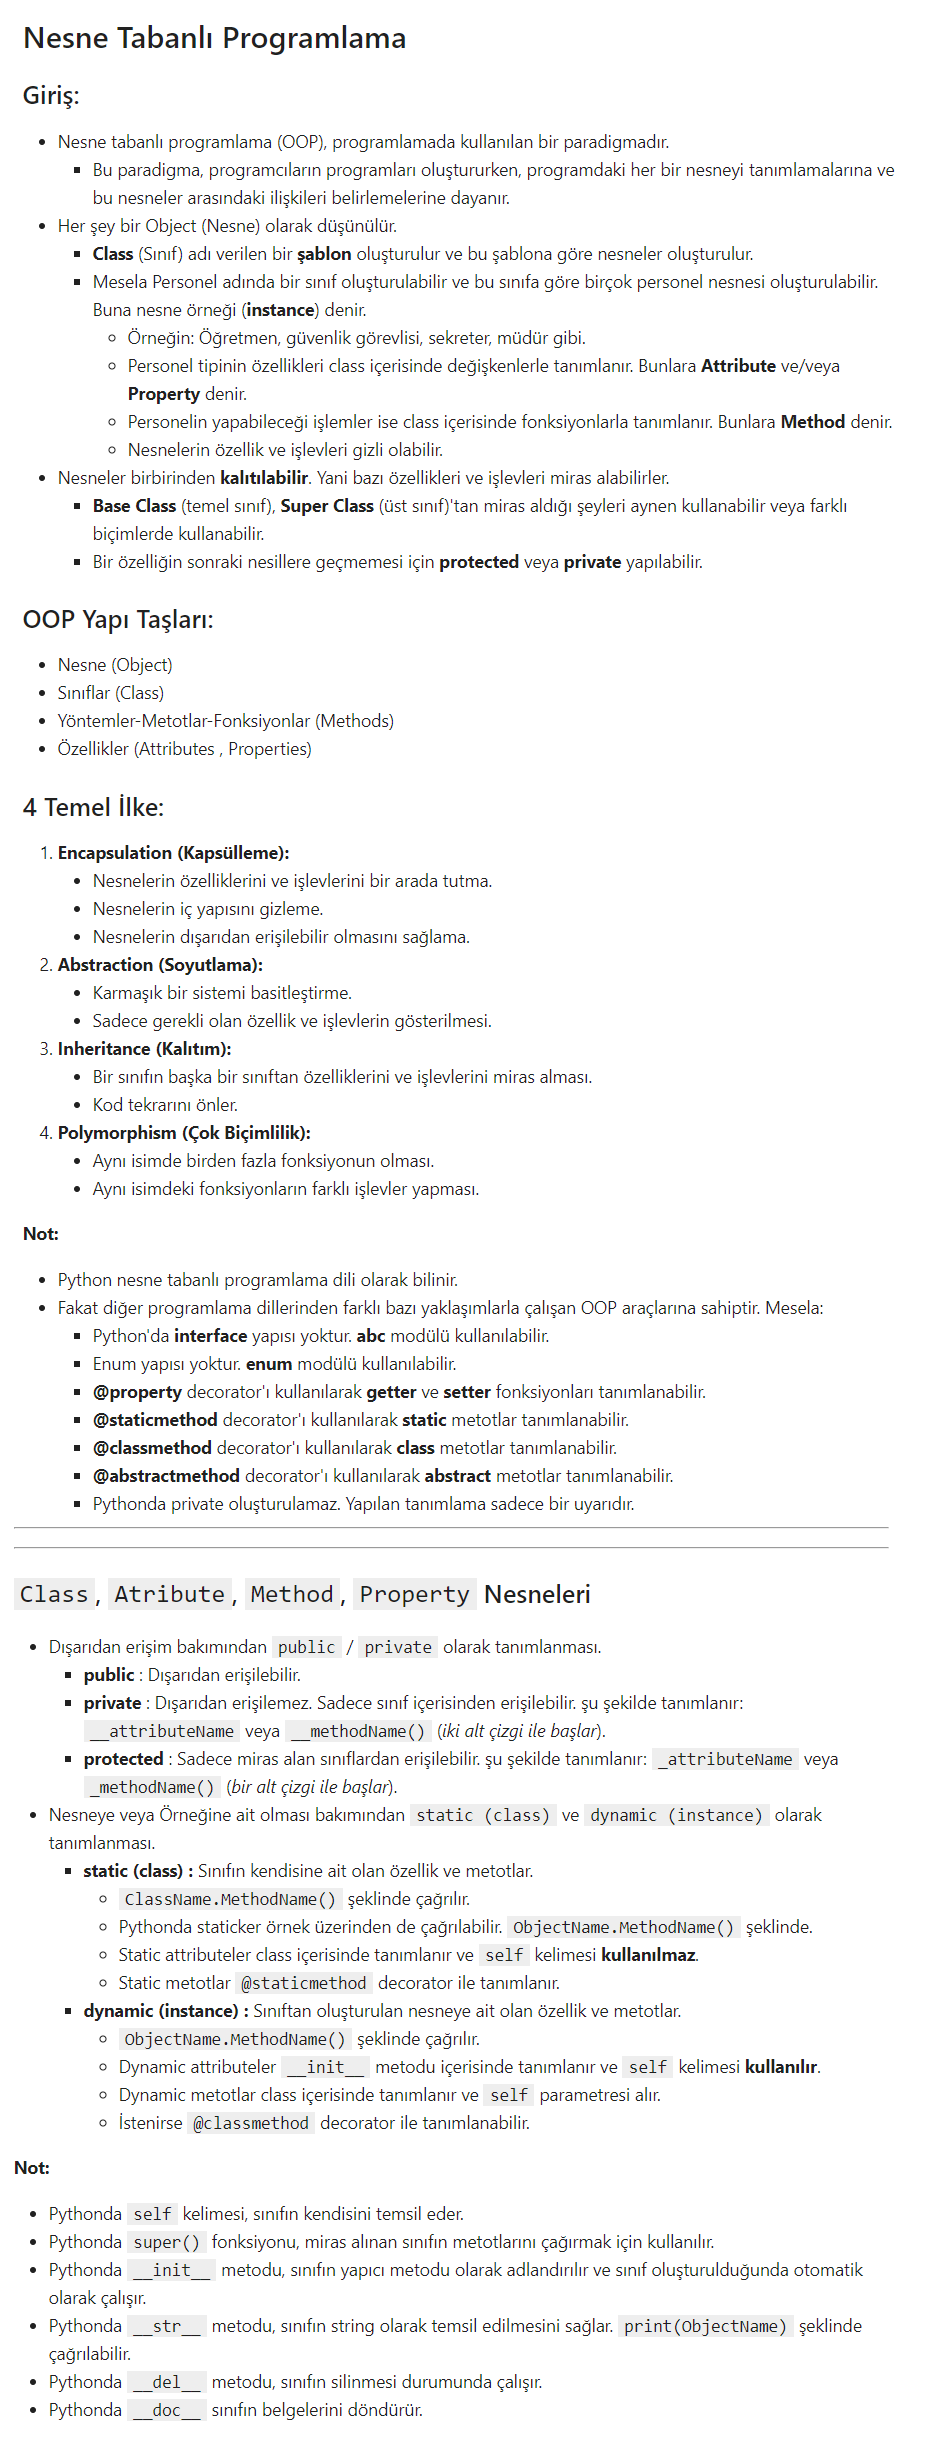 Nesne Tabanlı Programlama
Giriş:
• Nesne tabanlı programlama (OOP), programlamada kullanılan bir paradigmadır.
▪ Bu paradigma, programcıların programları oluştururken, programdaki her bir nesneyi tanımlamalarına ve
bu nesneler arasındaki ilişkileri belirlemelerine dayanır.
• Her şey bir Object (Nesne) olarak düşünülür.
▪ Class (Sınıf) adı verilen bir şablon oluşturulur ve bu şablona göre nesneler oluşturulur.
▪ Mesela Personel adında bir sınıf oluşturulabilir ve bu sınıfa göre birçok personel nesnesi oluşturulabilir.
Buna nesne örneği (instance) denir.
◦ Örneğin: Öğretmen, güvenlik görevlisi, sekreter, müdür gibi.
◦ Personel tipinin özellikleri class içerisinde değişkenlerle tanımlanır. Bunlara Attribute ve/veya
Property denir.
◦ Personelin yapabileceği işlemler ise class içerisinde fonksiyonlarla tanımlanır. Bunlara Method denir.
◦ Nesnelerin özellik ve işlevleri gizli olabilir.
• Nesneler birbirinden kalıtılabilir. Yani bazı özellikleri ve işlevleri miras alabilirler.
▪ Base Class (temel sınıf), Super Class (üst sınıf)'tan miras aldığı şeyleri aynen kullanabilir veya farklı
biçimlerde kullanabilir.
▪ Bir özelliğin sonraki nesillere geçmemesi için protected veya private yapılabilir.
OOP Yapı Taşları:
• Nesne (Object)
• Sınıflar (Class)
• Yöntemler-Metotlar-Fonksiyonlar (Methods)
• Özellikler (Attributes , Properties)
4 Temel İlke:
1. Encapsulation (Kapsülleme):
• Nesnelerin özelliklerini ve işlevlerini bir arada tutma.
• Nesnelerin iç yapısını gizleme.
• Nesnelerin dışarıdan erişilebilir olmasını sağlama.
2. Abstraction (Soyutlama):
• Karmaşık bir sistemi basitleştirme.
• Sadece gerekli olan özellik ve işlevlerin gösterilmesi.
3. Inheritance (Kalıtım):
• Bir sınıfın başka bir sınıftan özelliklerini ve işlevlerini miras alması.
• Kod tekrarını önler.
4. Polymorphism (Çok Biçimlilik):
• Aynı isimde birden fazla fonksiyonun olması.
• Aynı isimdeki fonksiyonların farklı işlevler yapması.
Not:
• Python nesne tabanlı programlama dili olarak bilinir.
• Fakat diğer programlama dillerinden farklı bazı yaklaşımlarla çalışan OOP araçlarına sahiptir. Mesela:
▪ Python'da interface yapısı yoktur. abc modülü kullanılabilir.
▪ Enum yapısı yoktur. enum modülü kullanılabilir.
▪ @property decorator'ı kullanılarak getter ve setter fonksiyonları tanımlanabilir.
▪ @staticmethod decorator'ı kullanılarak static metotlar tanımlanabilir.
▪ @classmethod decorator'ı kullanılarak class metotlar tanımlanabilir.
▪ @abstractmethod decorator'ı kullanılarak abstract metotlar tanımlanabilir.
▪ Pythonda private oluşturulamaz. Yapılan tanımlama sadece bir uyarıdır.
Class, Atribute, Method, Property Nesneleri
• Dışarıdan erişim bakımından public / private olarak tanımlanması.
▪ public : Dışarıdan erişilebilir.
▪ private : Dışarıdan erişilemez. Sadece sınıf içerisinden erişilebilir. şu şekilde tanımlanır:
__attributeName veya __methodName() (iki alt çizgi ile başlar).
▪ protected : Sadece miras alan sınıflardan erişilebilir. şu şekilde tanımlanır: _attributeName veya
_methodName() (bir alt çizgi ile başlar).
• Nesneye veya Örneğine ait olması bakımından static (class) ve dynamic (instance) olarak
tanımlanması.
▪ static (class) : Sınıfın kendisine ait olan özellik ve metotlar.
◦ ClassName.MethodName() şeklinde çağrılır.
◦ Pythonda staticker örnek üzerinden de çağrılabilir. ObjectName.MethodName() şeklinde.
◦ Static attributeler class içerisinde tanımlanır ve self kelimesi kullanılmaz.
◦ Static metotlar @staticmethod decorator ile tanımlanır.
▪ dynamic (instance) : Sınıftan oluşturulan nesneye ait olan özellik ve metotlar.
◦ ObjectName.MethodName() şeklinde çağrılır.
◦ Dynamic attributeler __init__ metodu içerisinde tanımlanır ve self kelimesi kullanılır.
◦ Dynamic metotlar class içerisinde tanımlanır ve self parametresi alır.
◦ İstenirse @classmethod decorator ile tanımlanabilir.
Not:
• Pythonda self kelimesi, sınıfın kendisini temsil eder.
• Pythonda super() fonksiyonu, miras alınan sınıfın metotlarını çağırmak için kullanılır.
• Pythonda __init__ metodu, sınıfın yapıcı metodu olarak adlandırılır ve sınıf oluşturulduğunda otomatik
olarak çalışır.
• Pythonda __str__ metodu, sınıfın string olarak temsil edilmesini sağlar. print(ObjectName) şeklinde
çağrılabilir.
• Pythonda __del__ metodu, sınıfın silinmesi durumunda çalışır.
• Pythonda __doc__ sınıfın belgelerini döndürür.